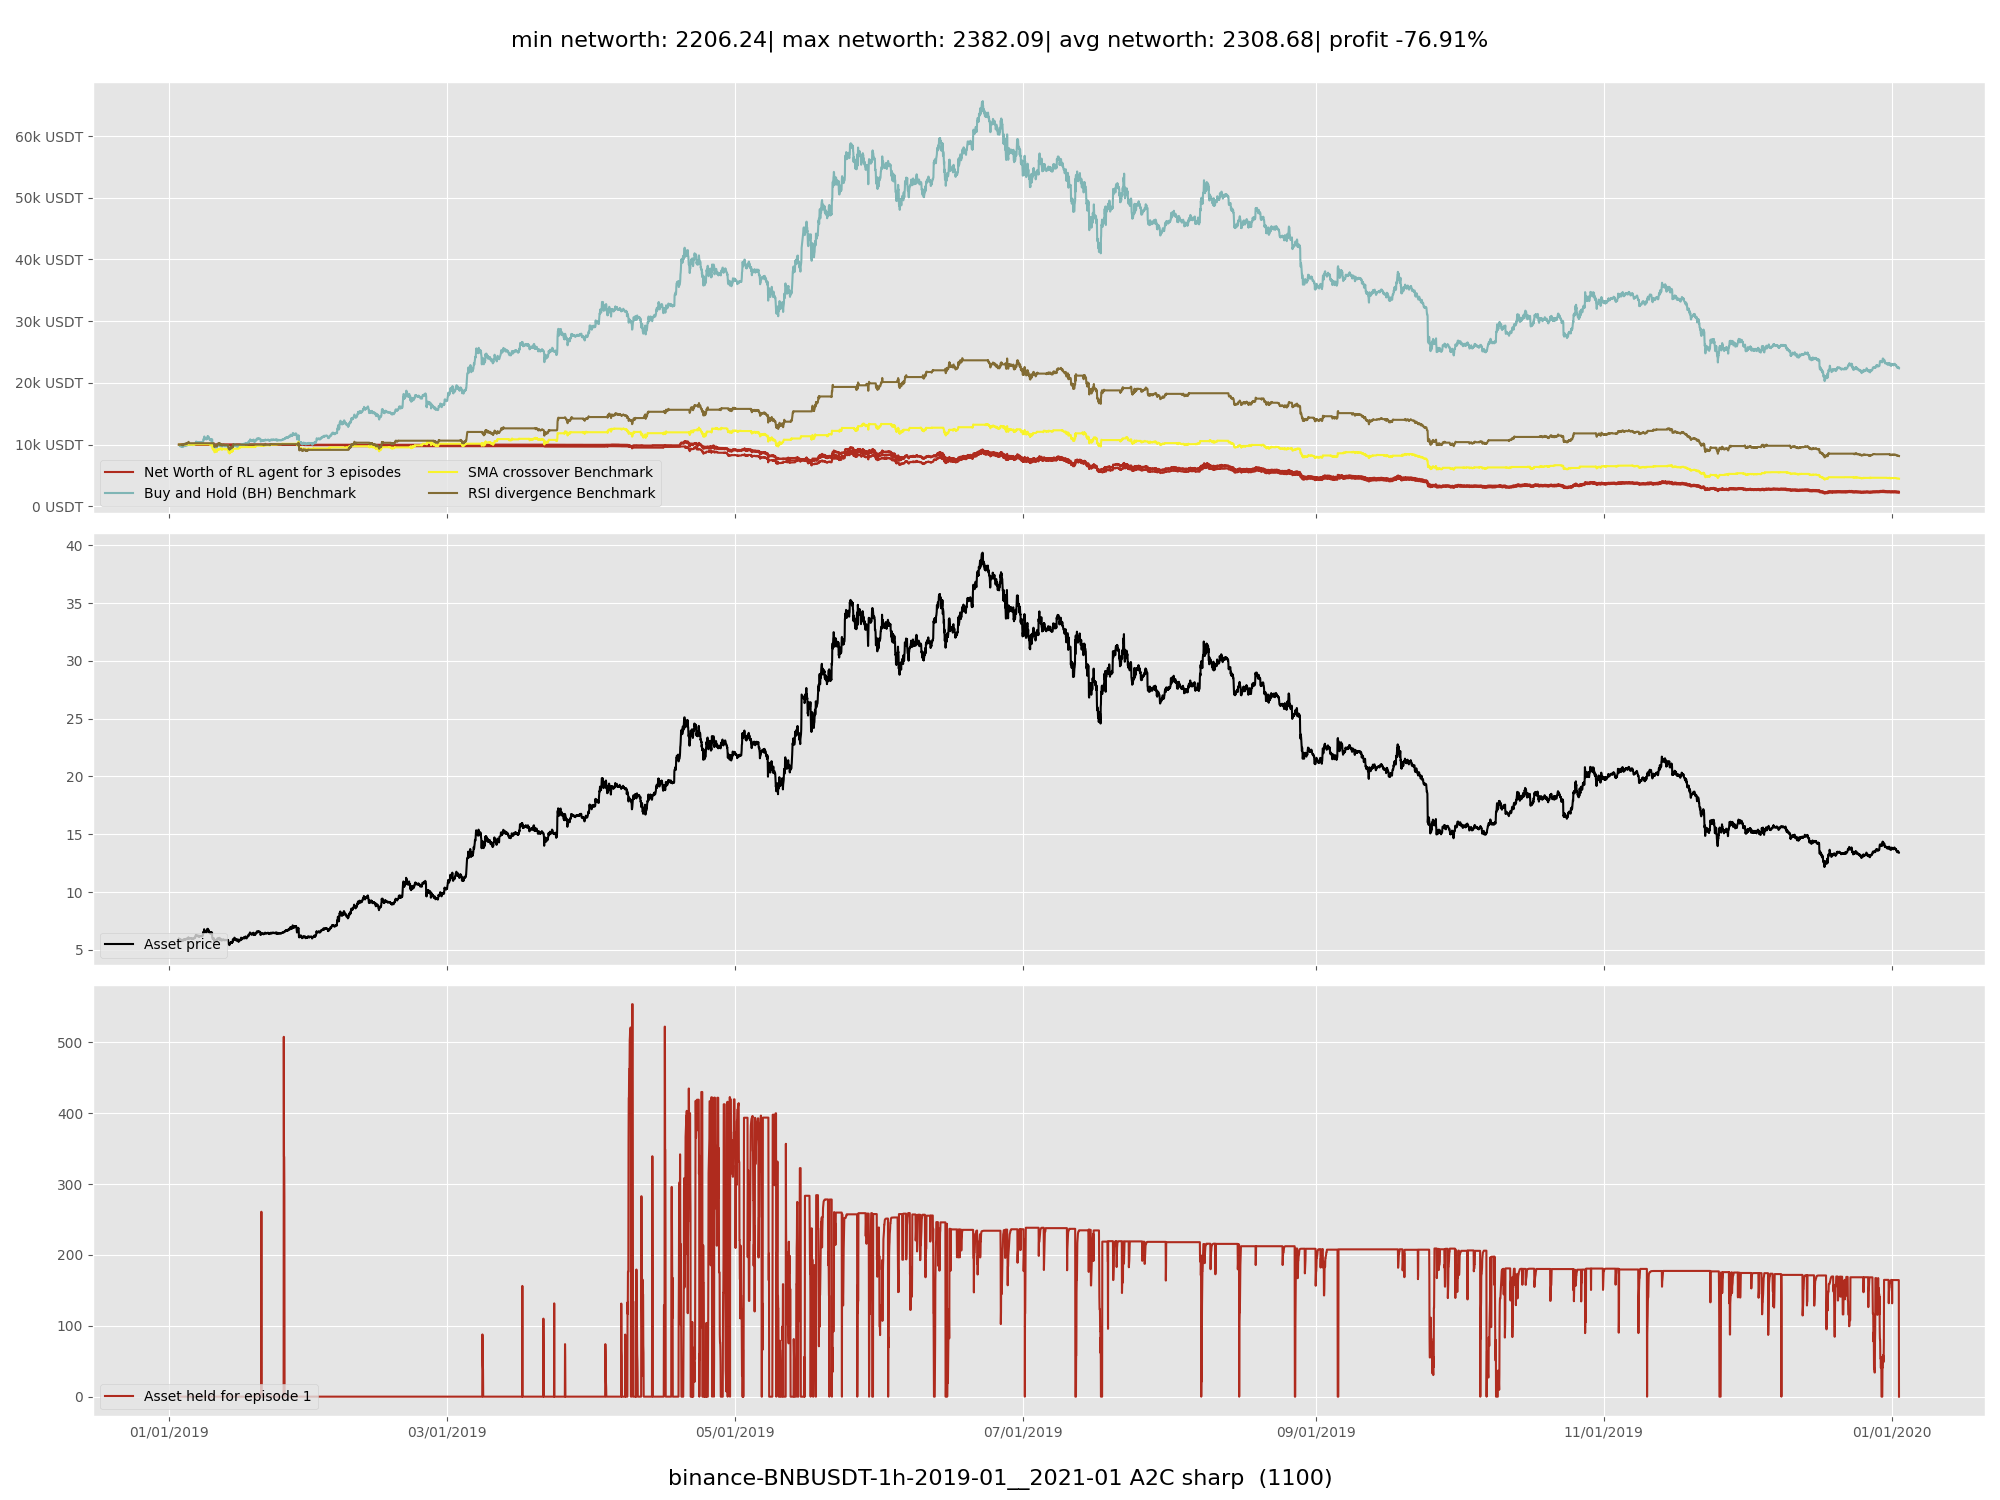 min networth: 2206.24| max networth: 2382.09| avg networth: 2308.68| profit -76.91%
60k USDT
50k USDT
40k USDT
30k USDT
20k USDT
10k USDT
0 USDT
Net Worth of RL agent for 3 episodes
Buy and Hold (BH) Benchmark
SMA crossover Benchmark
RSI divergence Benchmark
40
35
30
25
20
15
10
5
Asset price
500
400
300
200
100
0
Asset held for episode 1
01/01/2019
03/01/2019
05/01/2019
07/01/2019
09/01/2019
11/01/2019
01/01/2020
binance-BNBUSDT-1h-2019-01__2021-01 A2C sharp  (1100)